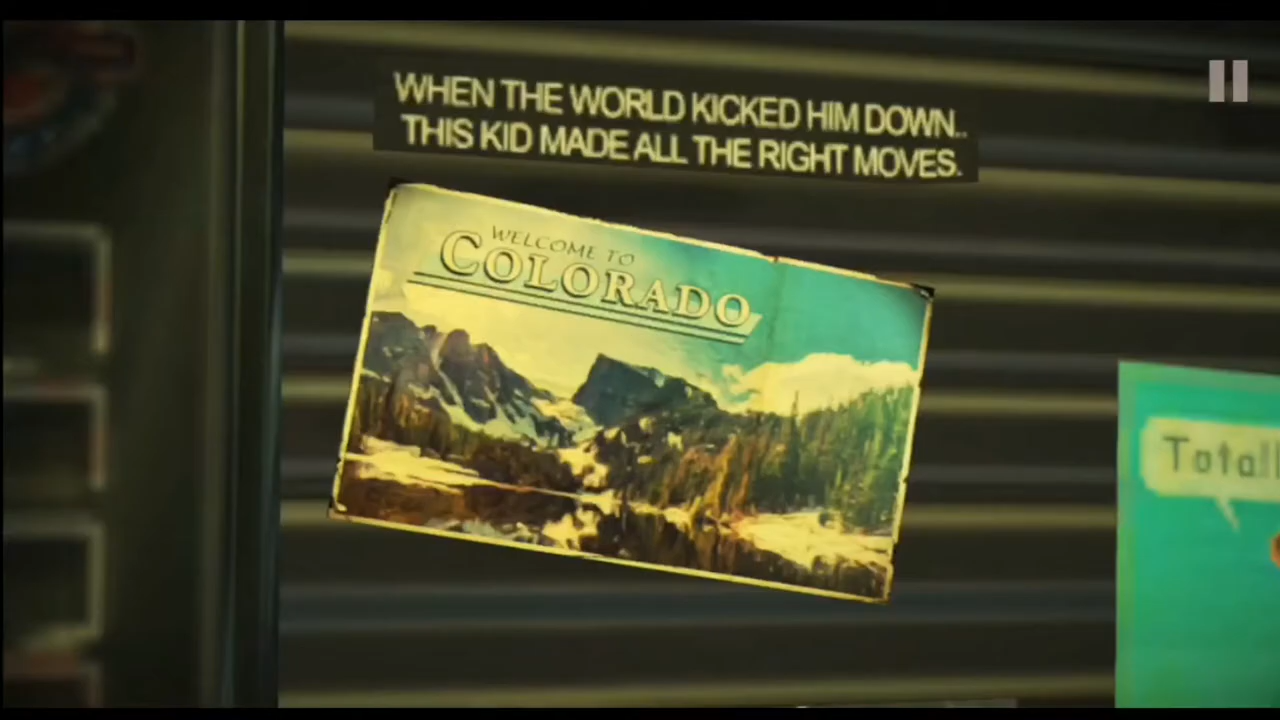 WHEN THE WORLD KICKED HIM DOWN..
THIS KID MADE ALL THE RIGHT MOVES.
WELCOME TO
COLORADO